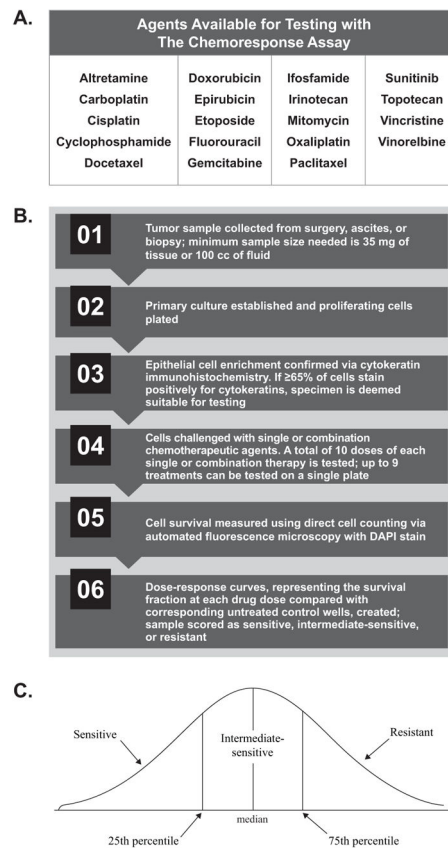 A.
Agents Available for Testing with
The Chemoresponse Assay
Altretamine
Carboplatin
Cisplatin
Cyclophosphamide
Docetaxel
Doxorubicin
Epirubicin
Etoposide
Fluorouracil
Gemcitabine
Ifosfamide
Irinotecan
Mitomycin
Oxaliplatin
Paclitaxel
Sunitinib
Topotecan
Vincristine
Vinorelbine
B.
01
Tumor sample collected from surgery, ascites, or
biopsy; minimum sample size needed is 35 mg of
tissue or 100 cc of fluid
02
Primary culture established and proliferating cells
plated
03
Epithelial cell enrichment confirmed via cytokeratin
immunohistochemistry. If ≥65% of cells stain
positively for cytokeratins, specimen is deemed
suitable for testing
04
Cells challenged with single or combination
chemotherapeutic agents. A total of 10 doses of each
single or combination therapy is tested; up to 9
treatments can be tested on a single plate
05
Cell survival measured using direct cell counting via
automated fluorescence microscopy with DAPI stain
06
Dose-response curves, representing the survival
fraction at each drug dose compared with
corresponding untreated control wells, created;
sample scored as sensitive, intermediate-sensitive,
or resistant
C.
Sensitive
Intermediate-
sensitive
Resistant
median
25th percentile
75th percentile